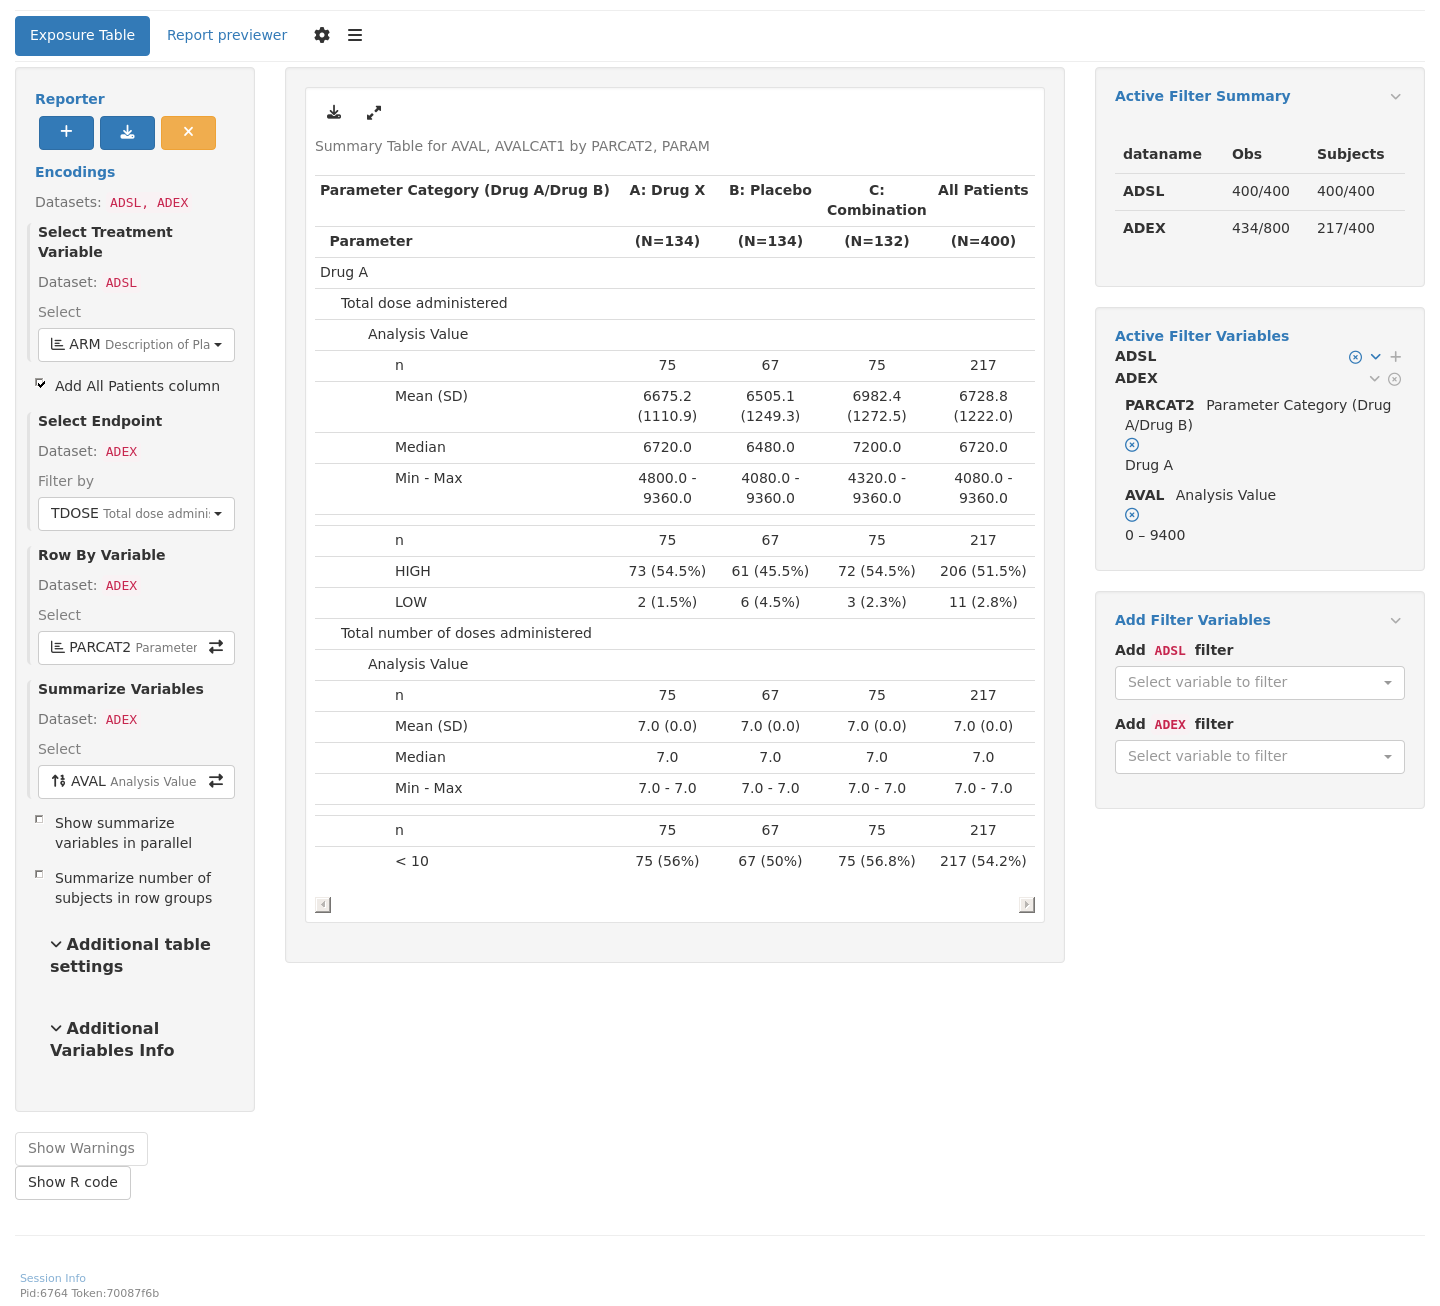 Exposure Table Report previewer
Reporter
Encodings
Datasets: ADSL, ADEX
Select Treatment
Variable
Dataset: ADSL
Select
ARM Description of Pla
Add All Patients column
Select Endpoint
Dataset: ADEX
Filter by
TDOSE Total dose adminis
Row By Variable
Dataset: ADEX
Select
PARCAT2 Parameter
Summarize Variables
Dataset: ADEX
Select
AVAL Analysis Value
Show summarize
variables in parallel
Summarize number of
subjects in row groups
Additional table
settings
Additional
Variables Info
Show Warnings
Show R code
Summary Table for AVAL, AVALCAT1 by PARCAT2, PARAM
Parameter Category (Drug A/Drug B) A: Drug X B: Placebo C: All Patients
Combination
Parameter (N=134) (N=134) (N=132) (N=400)
Drug A
Total dose administered
Analysis Value
n 75 67 75 217
Mean (SD) 6675.2 6505.1 6982.4 6728.8
(1110.9) (1249.3) (1272.5) (1222.0)
Median 6720.0 6480.0 7200.0 6720.0
Min - Max 4800.0 - 4080.0 - 4320.0 - 4080.0 -
9360.0 9360.0 9360.0 9360.0
n 75 67 75 217
HIGH 73 (54.5%) 61 (45.5%) 72 (54.5%) 206 (51.5%)
LOW 2 (1.5%) 6 (4.5%) 3 (2.3%) 11 (2.8%)
Total number of doses administered
Analysis Value
n 75 67 75 217
Mean (SD) 7.0 (0.0) 7.0 (0.0) 7.0 (0.0) 7.0 (0.0)
Median 7.0 7.0 7.0 7.0
Min - Max 7.0 - 7.0 7.0 - 7.0 7.0 - 7.0 7.0 - 7.0
n 75 67 75 217
< 10 75 (56%) 67 (50%) 75 (56.8%) 217 (54.2%)
Active Filter Summary
dataname Obs Subjects
ADSL 400/400 400/400
ADEX 434/800 217/400
Active Filter Variables
ADSL
ADEX
PARCAT2 Parameter Category (Drug
A/Drug B)
Drug A
AVAL Analysis Value
0 – 9400
Add Filter Variables
Add ADSL filter
Select variable to filter
Add ADEX filter
Select variable to filter
Session Info
Pid:6764 Token:70087f6b